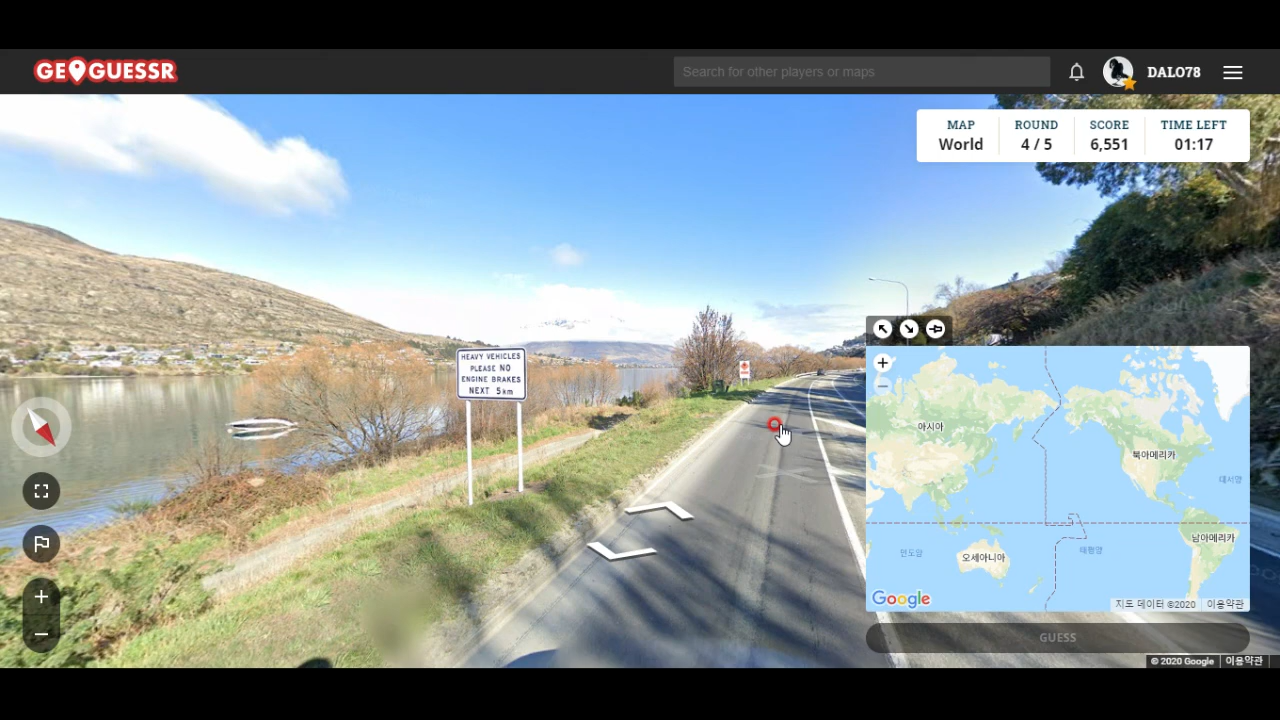 GEOGUESSR
Search for other players or maps
DALO78
MAP ROUND SCORE TIME LEFT
World 4 / 5 6,551 01:17
HEAVY VEHICLES
PLEASE NO
ENGINE BRAKES
NEXT 5km
아시아
북아메리카
대서양
인도양
오세아니아
태평양
남아메리카
Google
지도 데이터 ©2020 이용약관
GUESS
© 2020 Google 이용약관